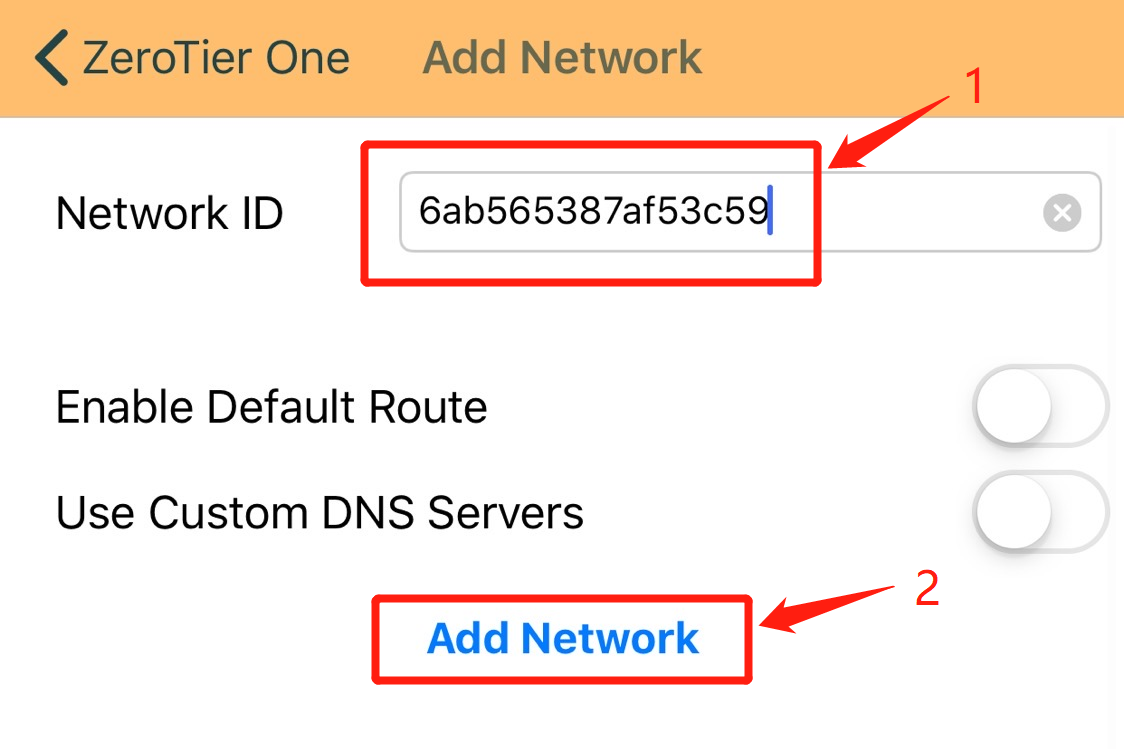 ZeroTier One Add Network
1
Network ID 6ab565387af53c59
Enable Default Route
Use Custom DNS Servers
2
Add Network